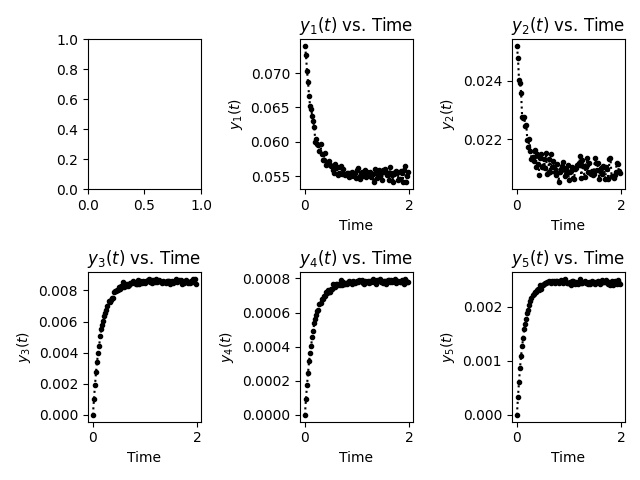 y1(t) vs. Time y2(t) vs. Time
1.0
0.8
0.6
0.4
0.2
0.0
0.0 0.5 1.0
y1(t)
0.070
0.065
0.060
0.055
0 2
Time
y2(t)
0.024
0.022
0 2
Time
y3(t) vs. Time y4(t) vs. Time y5(t) vs. Time
y3(t)
0.008
0.006
0.004
0.002
0.000
0 2
Time
y4(t)
0.0008
0.0006
0.0004
0.0002
0.0000
0 2
Time
y5(t)
0.002
0.001
0.000
0 2
Time